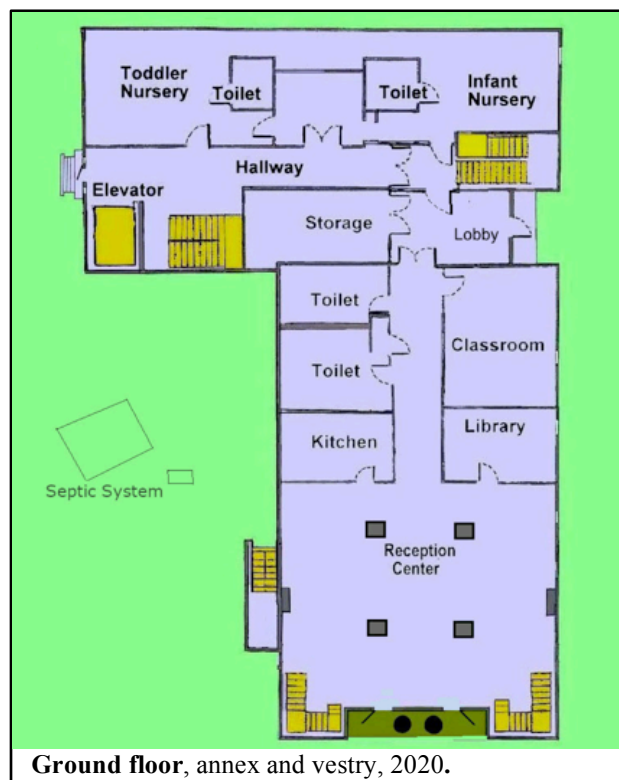 Toddler
Nursery
Toilet
Toilet
Infant
Nursery
Hallway
Elevator
Storage
Lobby
Toilet
Classroom
Toilet
Kitchen
Library
Septic System
Reception
Center
Ground floor, annex and vestry, 2020.